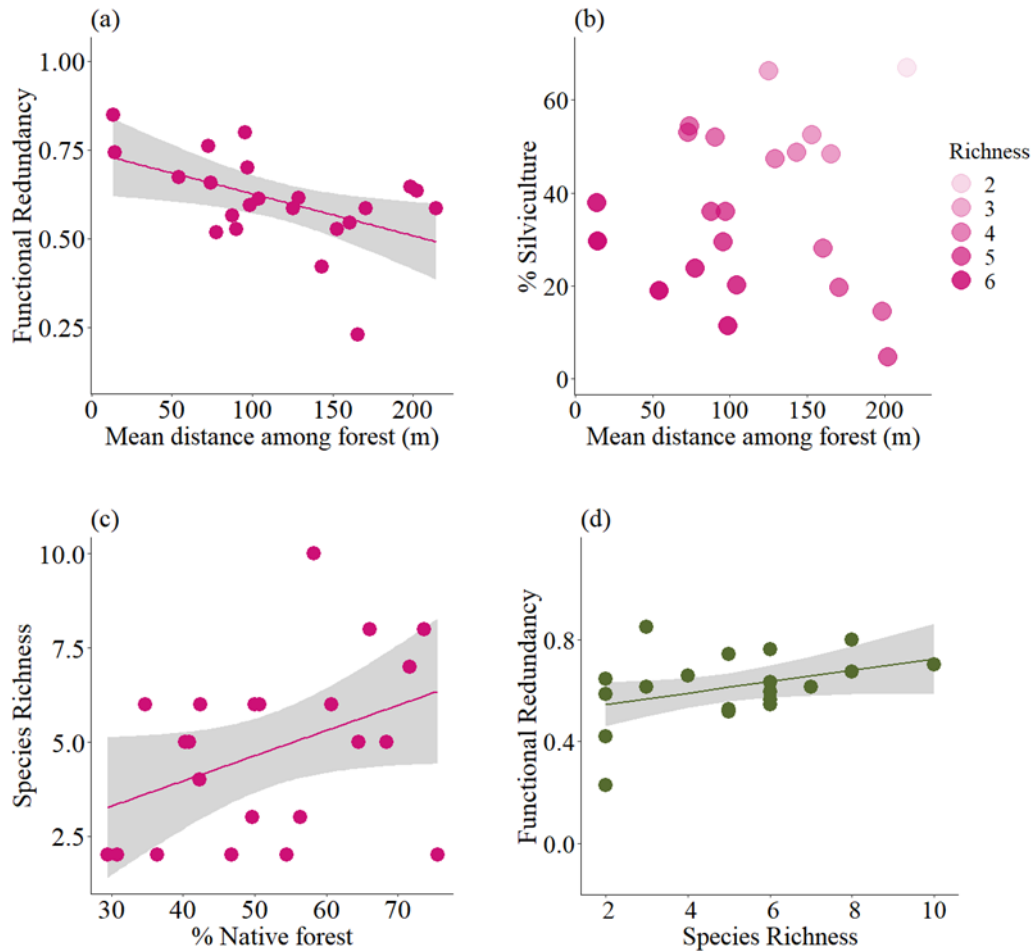 (a)
1.00
0.75
0.50
0.25
Functional Redundancy
0 50 100 150 200
Mean distance among forest (m)
(b)
60
40
20
0
% Silviculture
0 50 100 150 200
Mean distance among forest (m)
Richness
2
3
4
5
6
(c)
10.0
7.5
5.0
2.5
Species Richness
30 40 50 60 70
% Native forest
(d)
0.8
0.4
0.0
Functional Redundancy
2 4 6 8 10
Species Richness